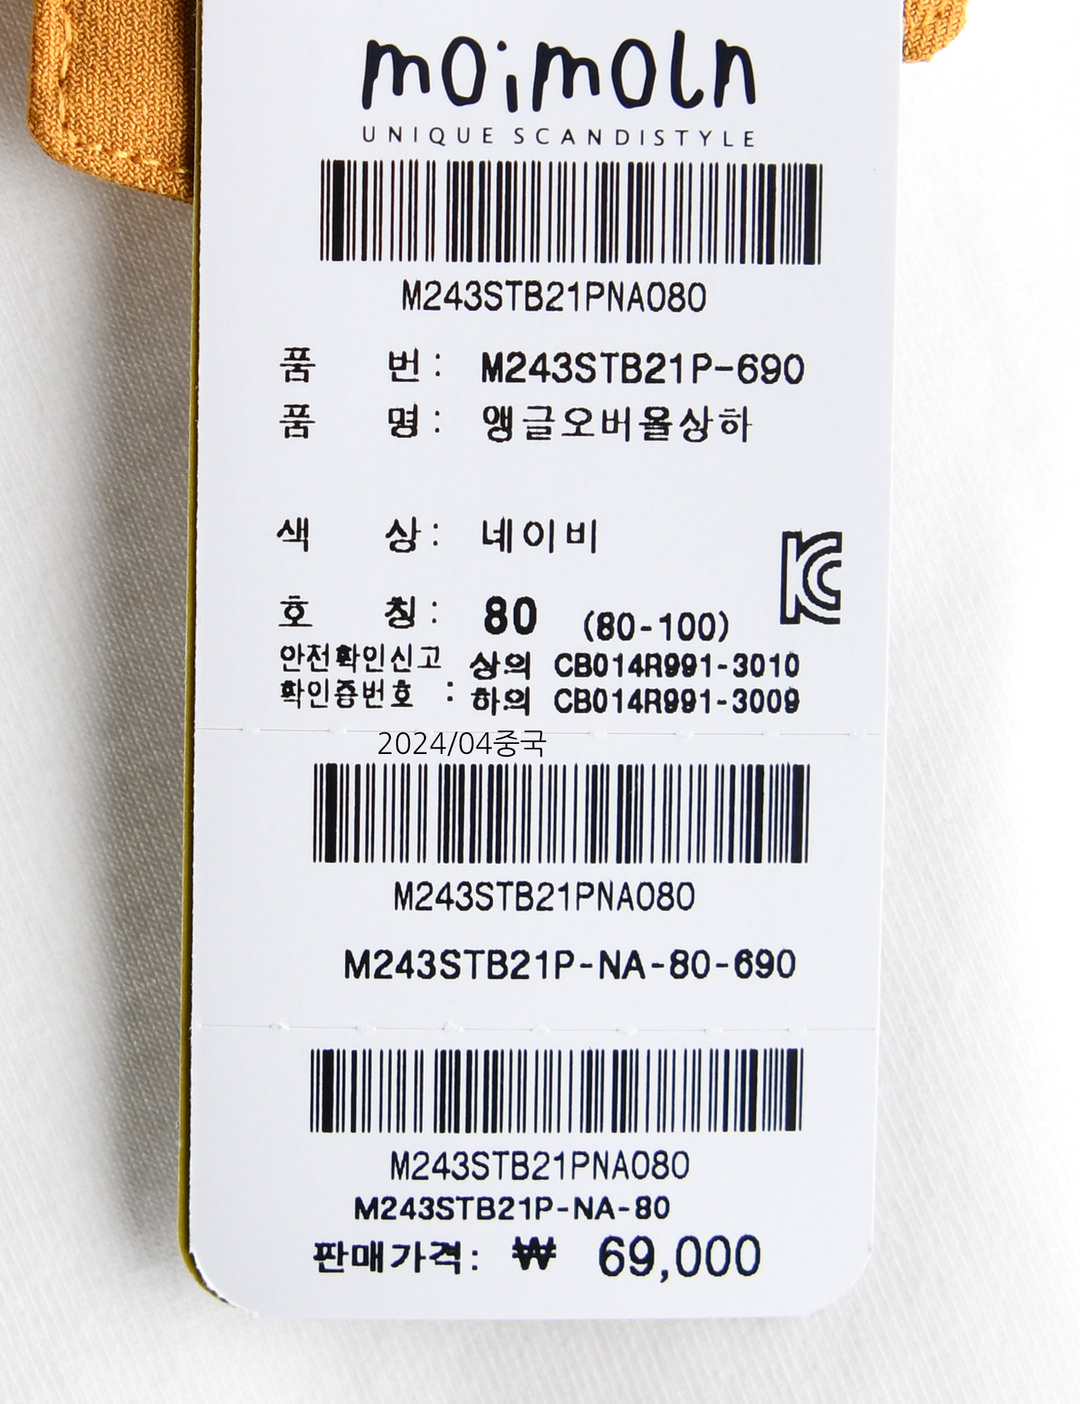 moimoln
UNIQUE SCANDISTYLE
M243STB21PNA080
품 번 : M243STB21P-690
품 명 : 앵글오버올상하
색 상 : 네이비
호 칭 : 80 (80-100)
안전확인신고 상의 CB014R991-3010
확인증번호 : 하의 CB014R991-3009
2024/04중국
M243STB21PNA080
M243STB21P-NA-80-690
M243STB21PNA080
M243STB21P-NA-80
판매가격: ₩ 69,000